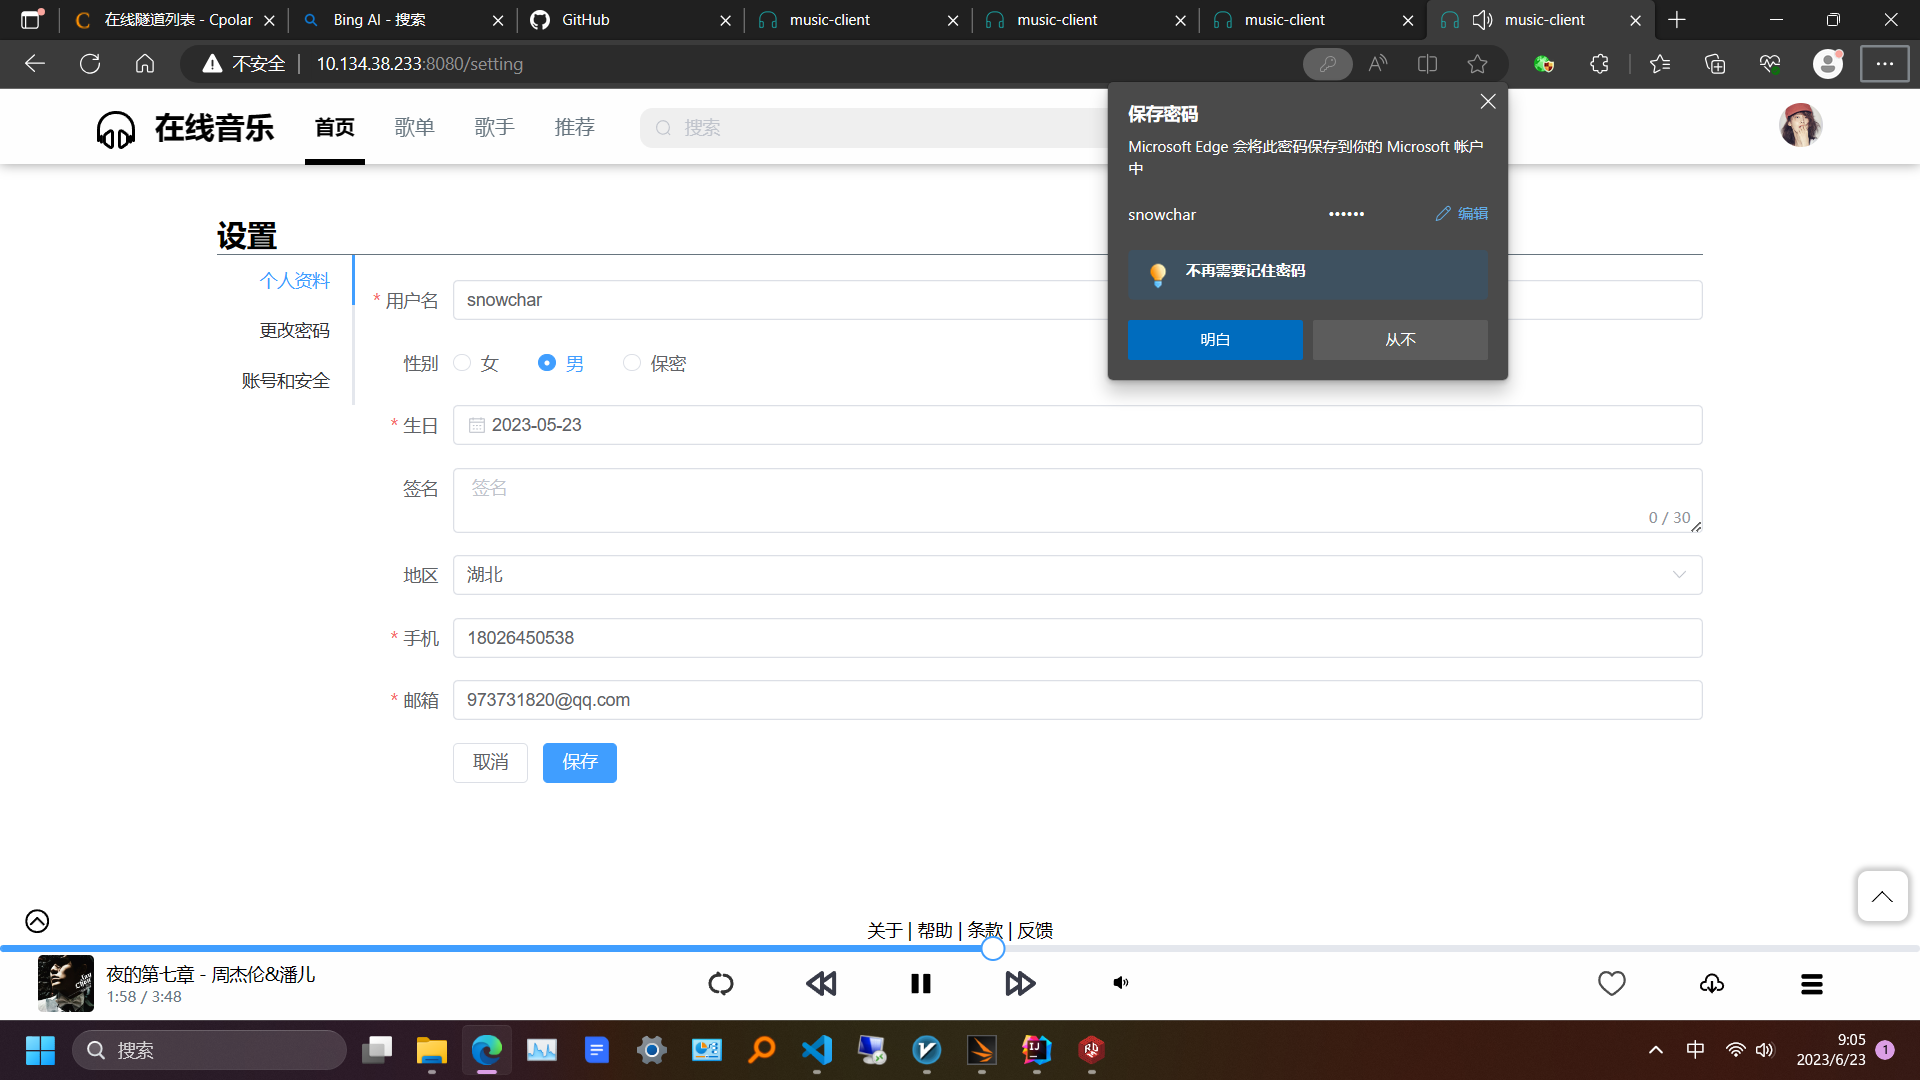 在线隧道列表 - Cpolar
Bing AI - 搜索
GitHub
music-client
music-client
music-client
music-client
不安全
10.134.38.233:8080/setting
在线音乐
首页
歌单
歌手
推荐
搜索
保存密码
Microsoft Edge 会将此密码保存到你的 Microsoft 帐户
中
snowchar
••••••
编辑
不再需要记住密码
明白
从不
设置
个人资料
更改密码
账号和安全
* 用户名
snowchar
性别
女
男
保密
* 生日
2023-05-23
签名
签名
0 / 30
地区
湖北
* 手机
18026450538
* 邮箱
973731820@qq.com
取消
保存
关于 | 帮助 | 条款 | 反馈
夜的第七章 - 周杰伦&潘儿
1:58 / 3:48
搜索
中
9:05
2023/6/23
1